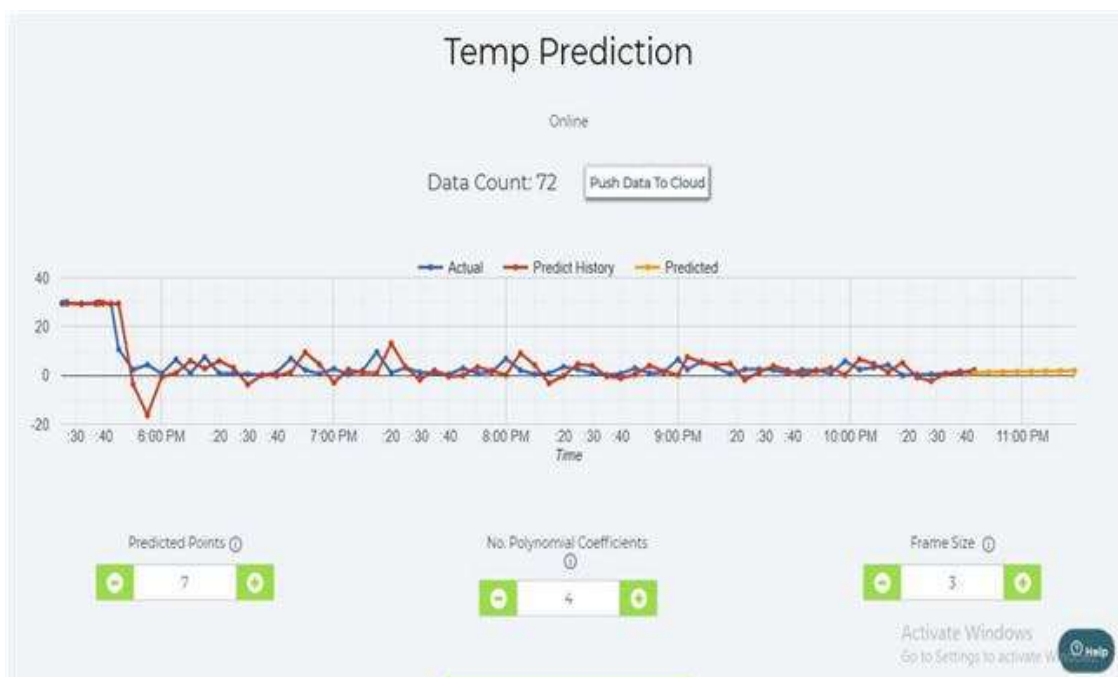 Temp Prediction
Online
Data Count: 72 Push Data To Cloud
Actual Predict History Predicted
40
20
0
-20
:30 :40 6:60 PM :20 :30 :40 7:00 PM :20 :30 :40 8:00 PM :20 :30 :40 9:00 PM :20 :30 :40 10:00 PM :20 :30 :40 11:00 PM
Time
Predicted Points
No. Polynomial Coefficients
Frame Size
7
4
3
Activate Windows
Go to Settings to activate
Help